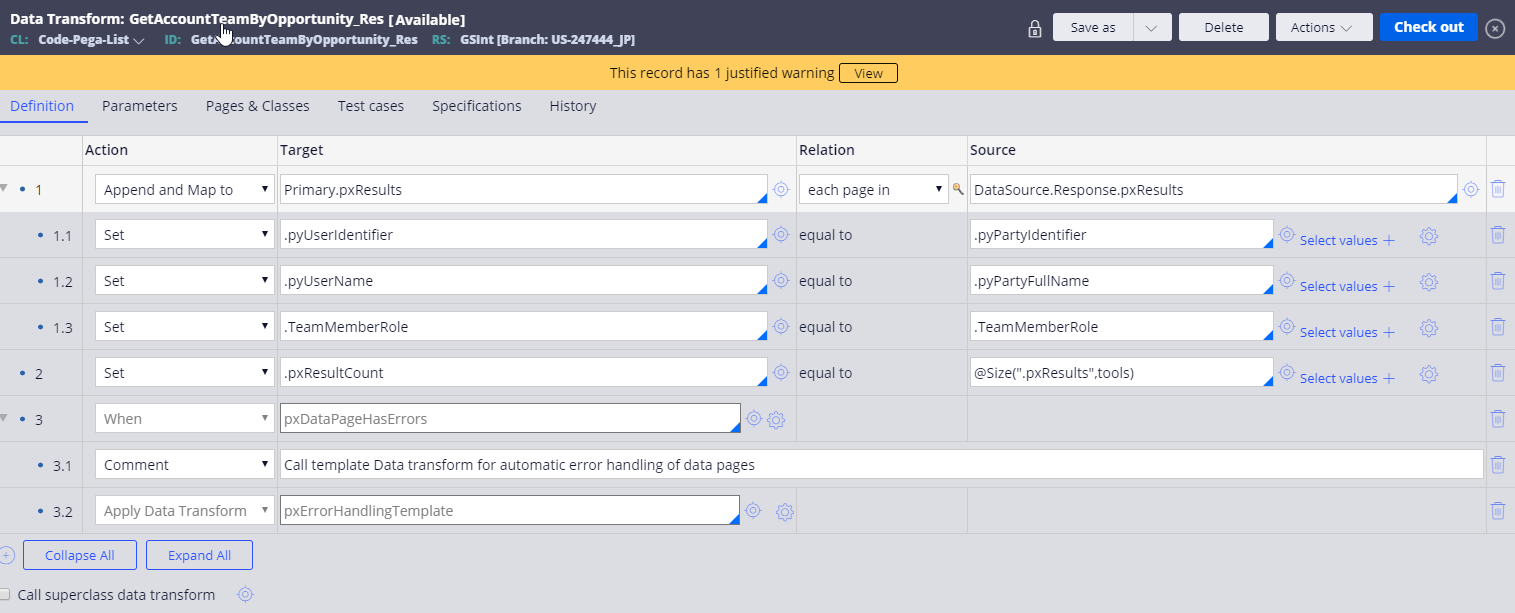 Data Transform: GetAccountTeamByOpportunity_Res [Available]
CL: Code-Pega-List ID: GetAccountTeamByOpportunity_Res RS: GSInt [Branch: US-247444_JP]
Save as Delete Actions Check out
This record has 1 justified warning View
Definition Parameters Pages & Classes Test cases Specifications History
Action Target Relation Source
1 Append and Map to Primary.pxResults each page in DataSource.Response.pxResults
1.1 Set .pyUserIdentifier equal to .pyPartyIdentifier Select values +
1.2 Set .pyUserName equal to .pyPartyFullName Select values +
1.3 Set .TeamMemberRole equal to .TeamMemberRole Select values +
2 Set .pxResultCount equal to @Size(".pxResults",tools) Select values +
3 When pxDataPageHasErrors
3.1 Comment Call template Data transform for automatic error handling of data pages
3.2 Apply Data Transform pxErrorHandlingTemplate
Collapse All Expand All
Call superclass data transform